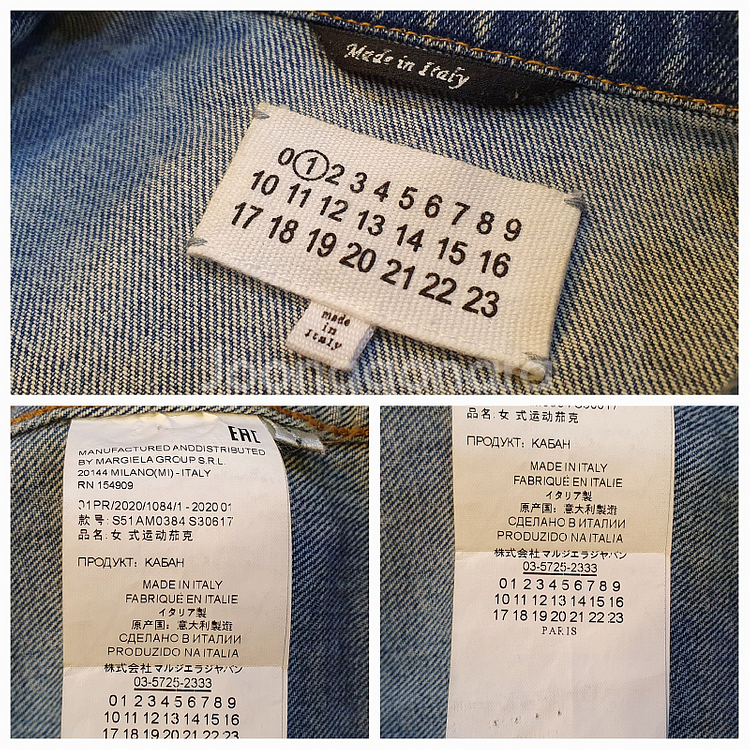 Made in Italy
0 1 2 3 4 5 6 7 8 9
10 11 12 13 14 15 16
17 18 19 20 21 22 23
made
in
Italy
Joonggonara
EAC
MANUFACTURED ANDDISTRIBUTED
BY MARGIELA GROUP S.R.L.
20144 MILANO(MI) - ITALY
RN 154909
01PR/2020/1084/1 - 2020 01
款号: S51AM0384 S30617
品名: 女 式运动茄克
ПРОДУКТ: КАБАН
MADE IN ITALY
FABRIQUÉ EN ITALIE
イタリア製
原产国: 意大利製造
СДЕЛАНО В ИТАЛИИ
PRODUZIDO NA ITALIA
株式会社マルジェラジャパン
03-5725-2333
0 1 2 3 4 5 6 7 8 9
10 11 12 13 14 15 16
17 18 19 20 21 22 23
品名: 女 式运动茄克
ПРОДУКТ: КАБАН
MADE IN ITALY
FABRIQUÉ EN ITALIE
イタリア製
原产国: 意大利製造
СДЕЛАНО В ИТАЛИИ
PRODUZIDO NA ITALIA
株式会社マルジェラジャパン
03-5725-2333
0 1 2 3 4 5 6 7 8 9
10 11 12 13 14 15 16
17 18 19 20 21 22 23
PARIS